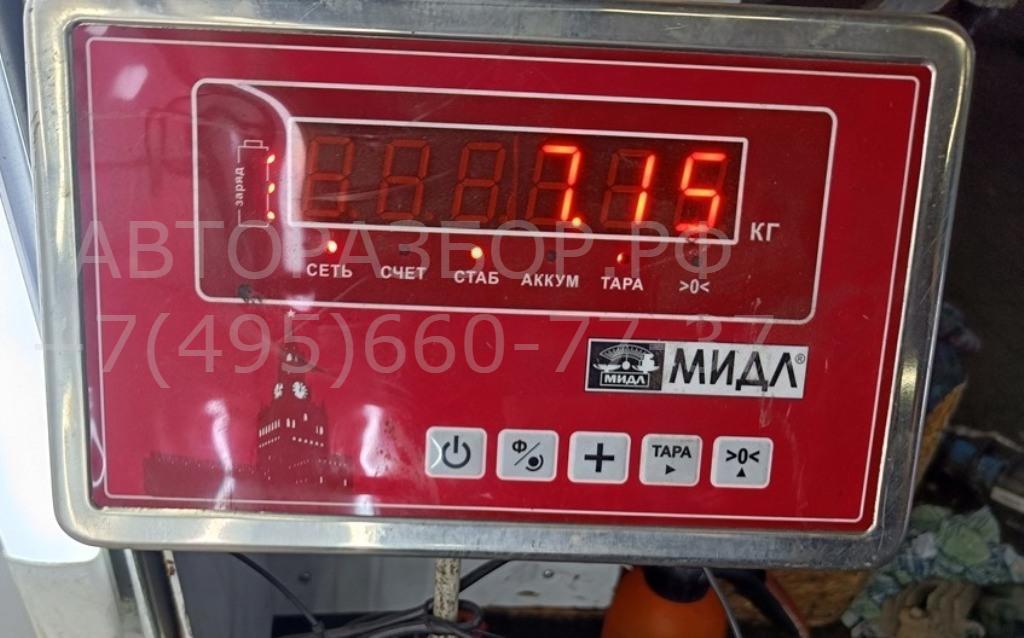 7.15
КГ
заряд
СЕТЬ СЧЕТ СТАБ АККУМ ТАРА >0<
АВТОРАЗБОР.РФ
+7(495)660-77-37
МИДЛ МИДЛ®
Ф ТАРА >0<